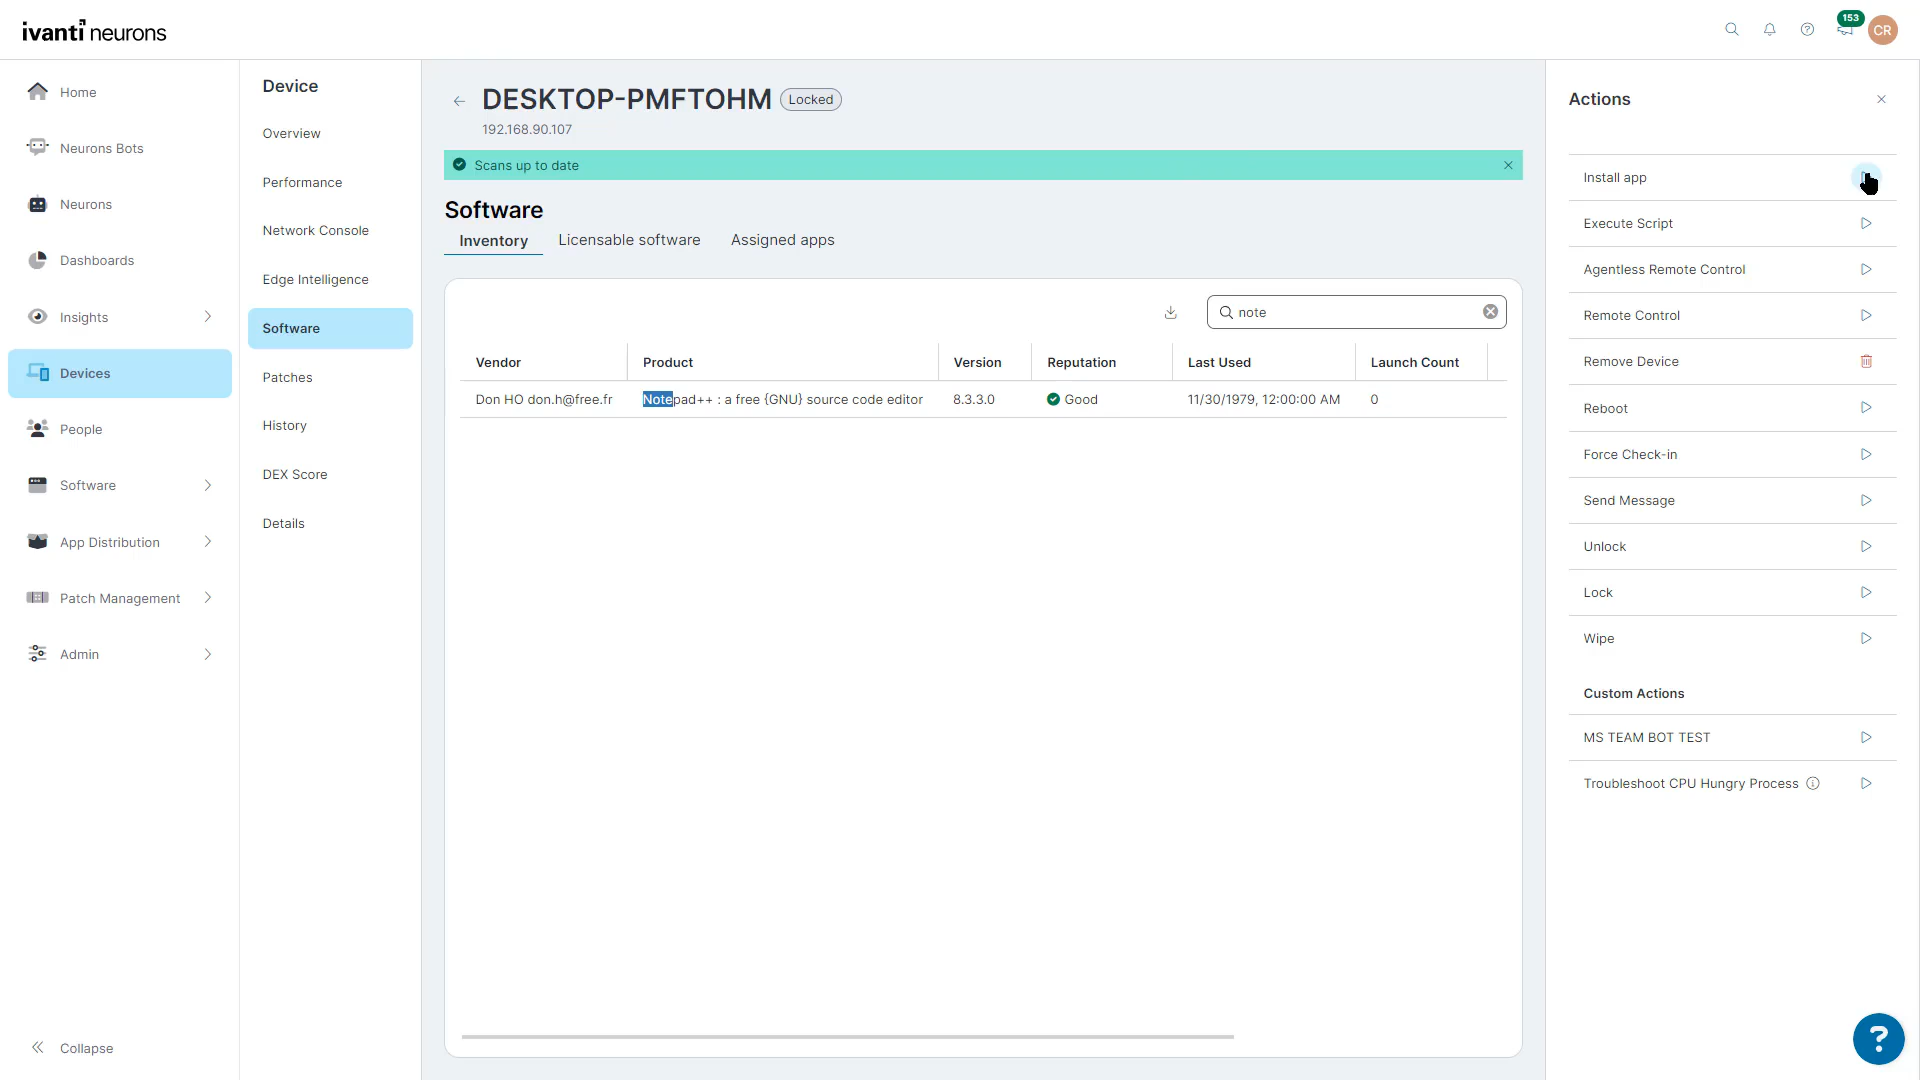 ivanti neurons
153
CR
Home
Neurons Bots
Neurons
Dashboards
Insights
Devices
People
Software
App Distribution
Patch Management
Admin
Collapse
Device
Overview
Performance
Network Console
Edge Intelligence
Software
Patches
History
DEX Score
Details
DESKTOP-PMFTOHM Locked
192.168.90.107
Scans up to date
Software
Inventory Licensable software Assigned apps
note
Vendor Product Version Reputation Last Used Launch Count
Don HO don.h@free.fr Notepad++ : a free {GNU} source code editor 8.3.3.0 Good 11/30/1979, 12:00:00 AM 0
Actions
Install app
Execute Script
Agentless Remote Control
Remote Control
Remove Device
Reboot
Force Check-in
Send Message
Unlock
Lock
Wipe
Custom Actions
MS TEAM BOT TEST
Troubleshoot CPU Hungry Process
?